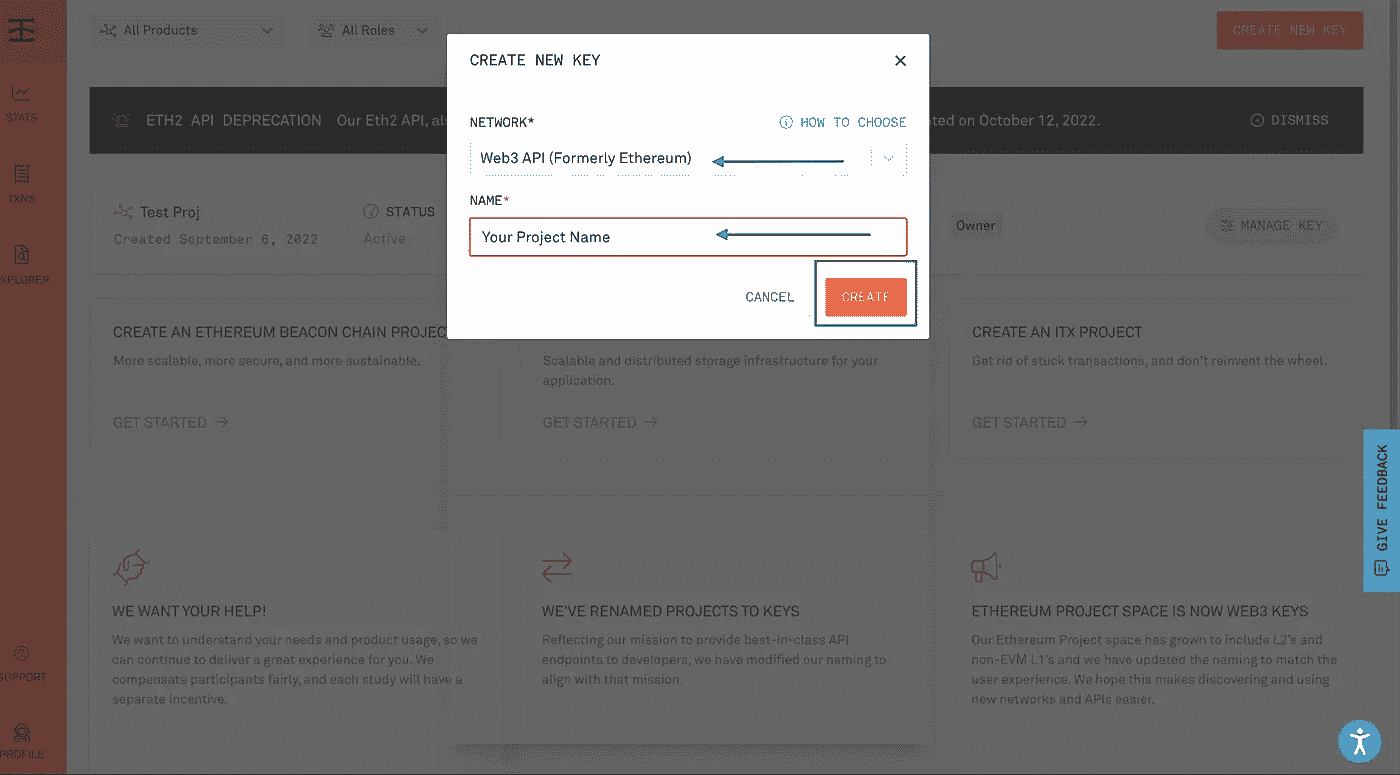 All Products
All Roles
CREATE NEW KEY
CREATE NEW KEY
ETH2 API DEPRECATION Our Eth2 API, als
ted on October 12, 2022.
DISMISS
NETWORK*
HOW TO CHOOSE
Web3 API (Formerly Ethereum)
NAME*
Your Project Name
CANCEL
CREATE
STATS
TXNS
XPLORER
SUPPORT
PROFILE
Test Proj
Created September 6, 2022
STATUS
Active
Owner
MANAGE KEY
CREATE AN ETHEREUM BEACON CHAIN PROJECT
More scalable, more secure, and more sustainable.
GET STARTED
Scalable and distributed storage infrastructure for your
application.
GET STARTED
CREATE AN ITX PROJECT
Get rid of stuck transactions, and don't reinvent the wheel.
GET STARTED
WE WANT YOUR HELP!
We want to understand your needs and product usage, so we
can continue to deliver a great experience for you. We
compensate participants fairly, and each study will have a
separate incentive.
WE'VE RENAMED PROJECTS TO KEYS
Reflecting our mission to provide best-in-class API
endpoints to developers, we have modified our naming to
align with that mission.
ETHEREUM PROJECT SPACE IS NOW WEB3 KEYS
Our Ethereum Project space has grown to include L2's and
non-EVM L1's and we have updated the naming to match the
user experience. We hope this makes discovering and using
new networks and APIs easier.
GIVE FEEDBACK